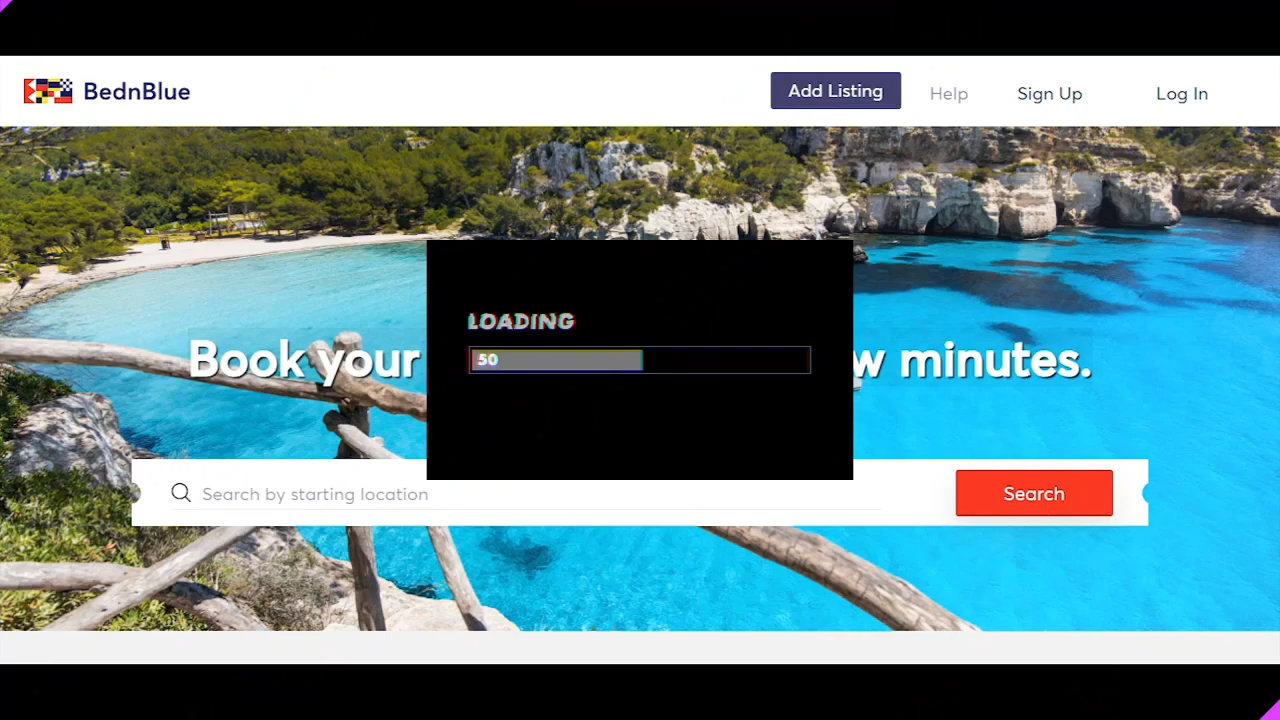 BednBlue
Add Listing
Help
Sign Up
Log In
LOADING
50
Book your
w minutes.
Search by starting location
Search